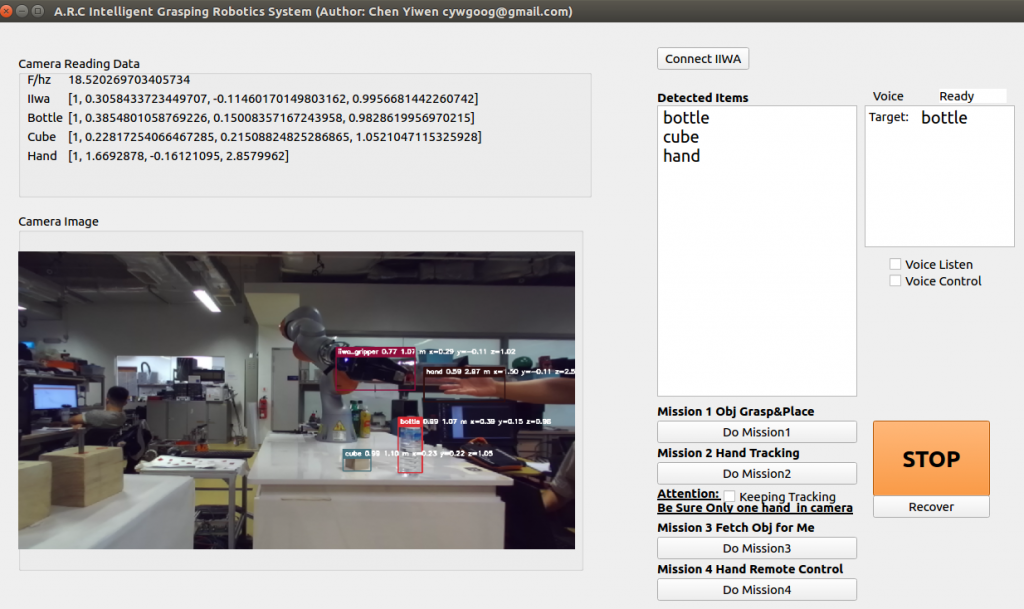 A.R.C Intelligent Grasping Robotics System (Author: Chen Yiwen cywgoog@gmail.com)
Camera Reading Data
F/hz 18.520269703405734
Iiwa [1, 0.3058433723449707, -0.11460170149803162, 0.9956681442260742]
Bottle [1, 0.3854801058769226, 0.15008357167243958, 0.9828619956970215]
Cube [1, 0.22817254066467285, 0.21508824825286865, 1.0521047115325928]
Hand [1, 1.6692878, -0.16121095, 2.8579962]
Camera Image
iiwa_gripper 0.77 1.07 m x=0.29 y=-0.11 z=1.02
hand 0.59 2.87 m x=1.50 y=-0.11 z=2.5
bottle 0.99 1.07 m x=0.39 y=0.15 z=0.98
cube 0.99 1.10 m x=0.23 y=0.22 z=1.05
Connect IIWA
Detected Items
bottle
cube
hand
Voice Ready
Target: bottle
Voice Listen
Voice Control
Mission 1 Obj Grasp&Place
Do Mission1
Mission 2 Hand Tracking
Do Mission2
Attention: Keeping Tracking
Be Sure Only one hand in camera
Mission 3 Fetch Obj for Me
Do Mission3
Mission 4 Hand Remote Control
Do Mission4
STOP
Recover